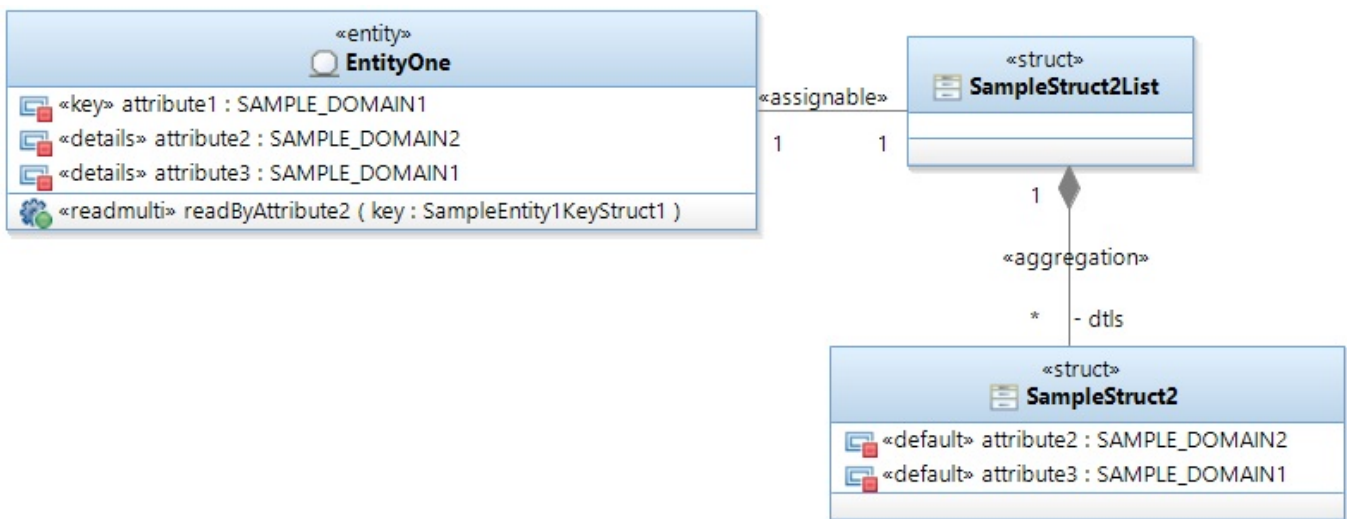 «entity»
EntityOne
«key» attribute1 : SAMPLE_DOMAIN1
«details» attribute2 : SAMPLE_DOMAIN2
«details» attribute3 : SAMPLE_DOMAIN1
«readmulti» readByAttribute2 ( key : SampleEntity1KeyStruct1 )
«assignable»
1
1
«struct»
SampleStruct2List
1
«aggregation»
*
- dtls
«struct»
SampleStruct2
«default» attribute2 : SAMPLE_DOMAIN2
«default» attribute3 : SAMPLE_DOMAIN1